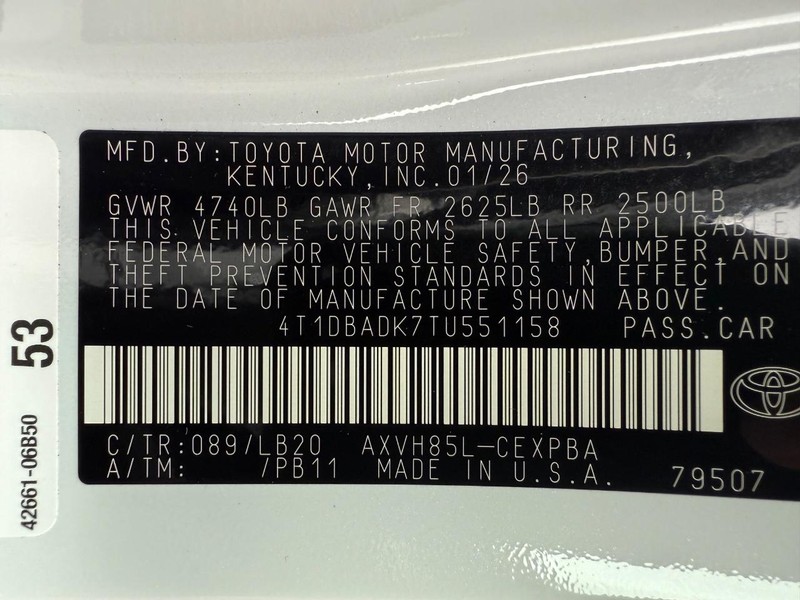 MFD.BY:TOYOTA MOTOR MANUFACTURING,
KENTUCKY,INC.01/26
GVWR 4740LB GAWR FR 2625LB RR 2500LB
THIS VEHICLE CONFORMS TO ALL APPLICABLE
FEDERAL MOTOR VEHICLE SAFETY,BUMPER,AND
THEFT PREVENTION STANDARDS IN EFFECT ON
THE DATE OF MANUFACTURE SHOWN ABOVE.
4T1DBADK7TU551158 PASS.CAR
C/TR:089/LB20 AXVH85L-CEXPBA
A/TM: /PB11 MADE IN U.S.A. 79507
53
42661-06B50